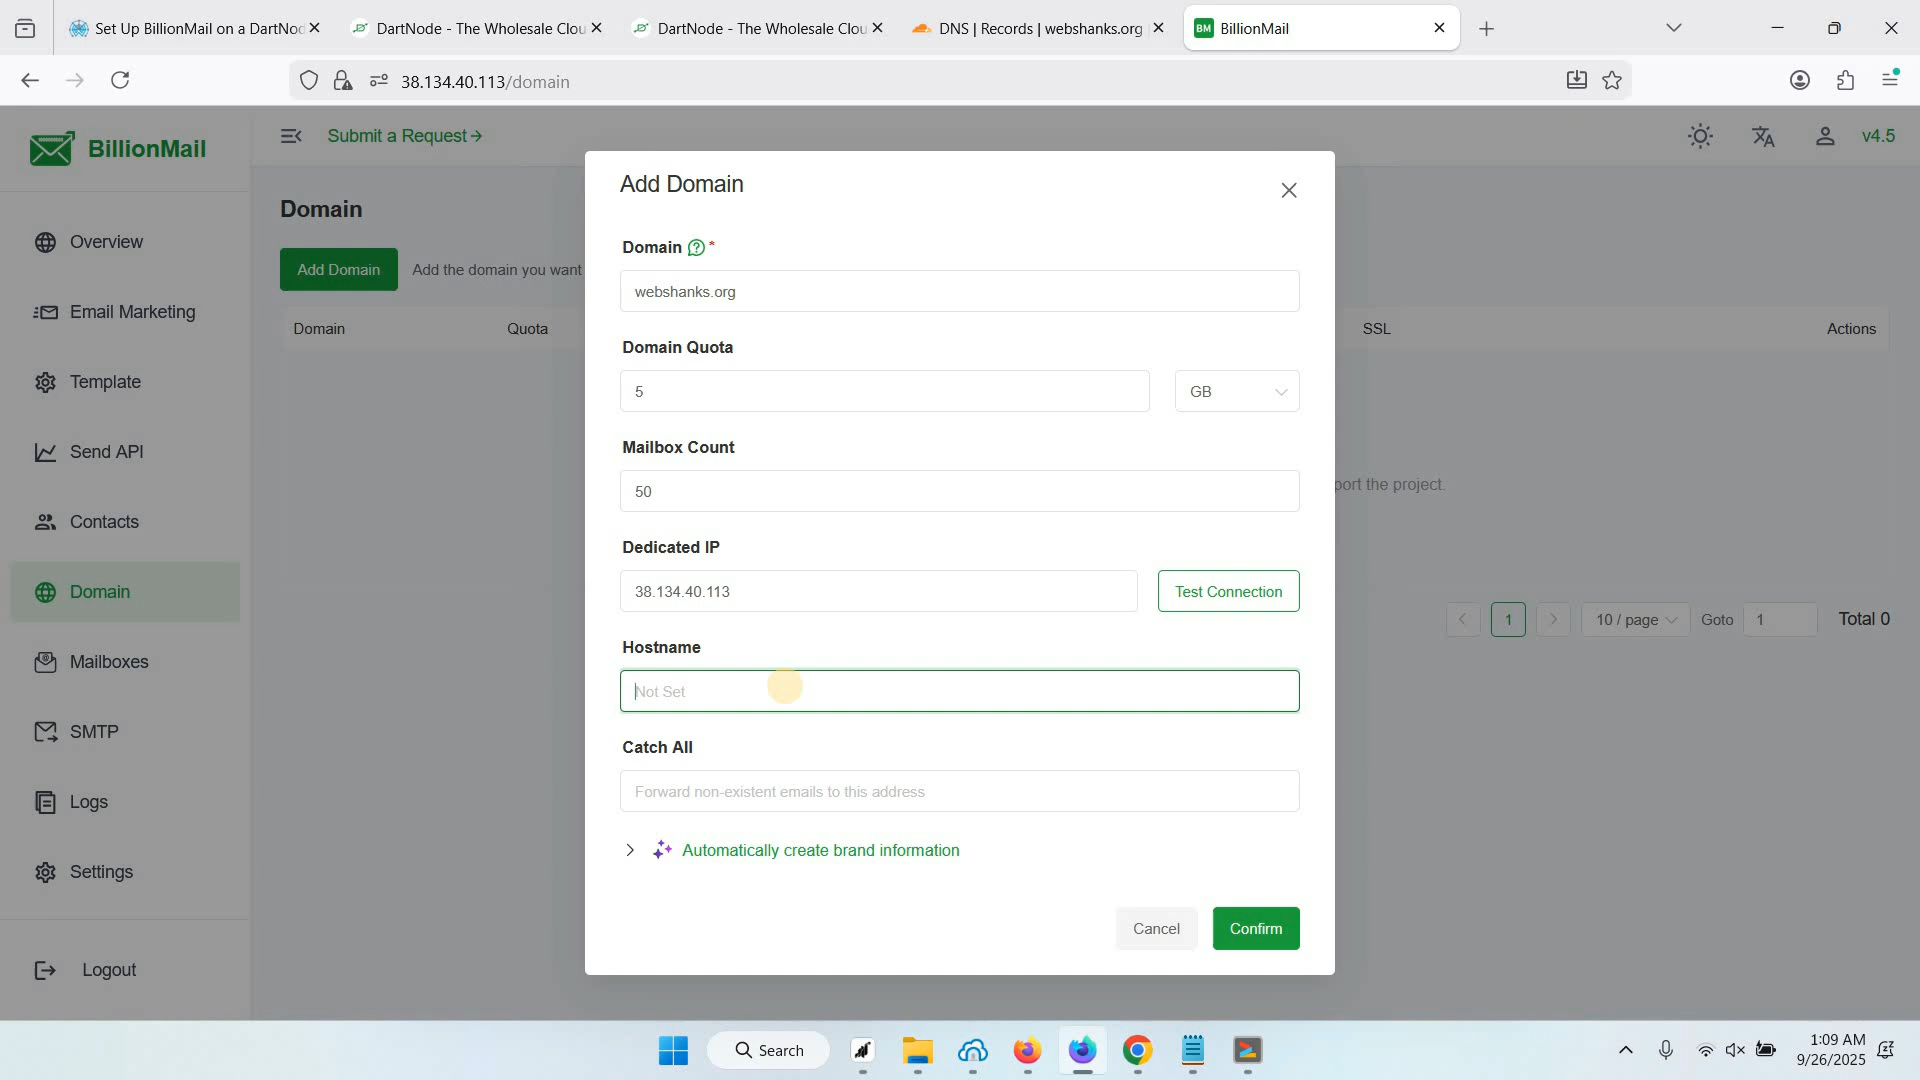 Set Up BillionMail on a DartNod
DartNode - The Wholesale Clou
DartNode - The Wholesale Clou
DNS | Records | webshanks.org
BM BillionMail
38.134.40.113/domain
BillionMail
Submit a Request
v4.5
Overview
Email Marketing
Template
Send API
Contacts
Domain
Mailboxes
SMTP
Logs
Settings
Logout
Domain
Add Domain
Add the domain you want
Domain
Quota
SSL
Actions
port the project.
1
10 / page
Goto
1
Total 0
Add Domain
Domain ? *
webshanks.org
Domain Quota
5
GB
Mailbox Count
50
Dedicated IP
38.134.40.113
Test Connection
Hostname
Not Set
Catch All
Forward non-existent emails to this address
Automatically create brand information
Cancel
Confirm
Search
1:09 AM
9/26/2025